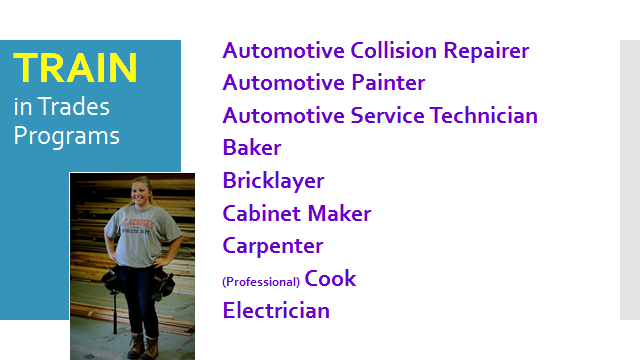 TRAIN
in Trades
Programs
Automotive Collision Repairer
Automotive Painter
Automotive Service Technician
Baker
Bricklayer
Cabinet Maker
Carpenter
(Professional) Cook
Electrician